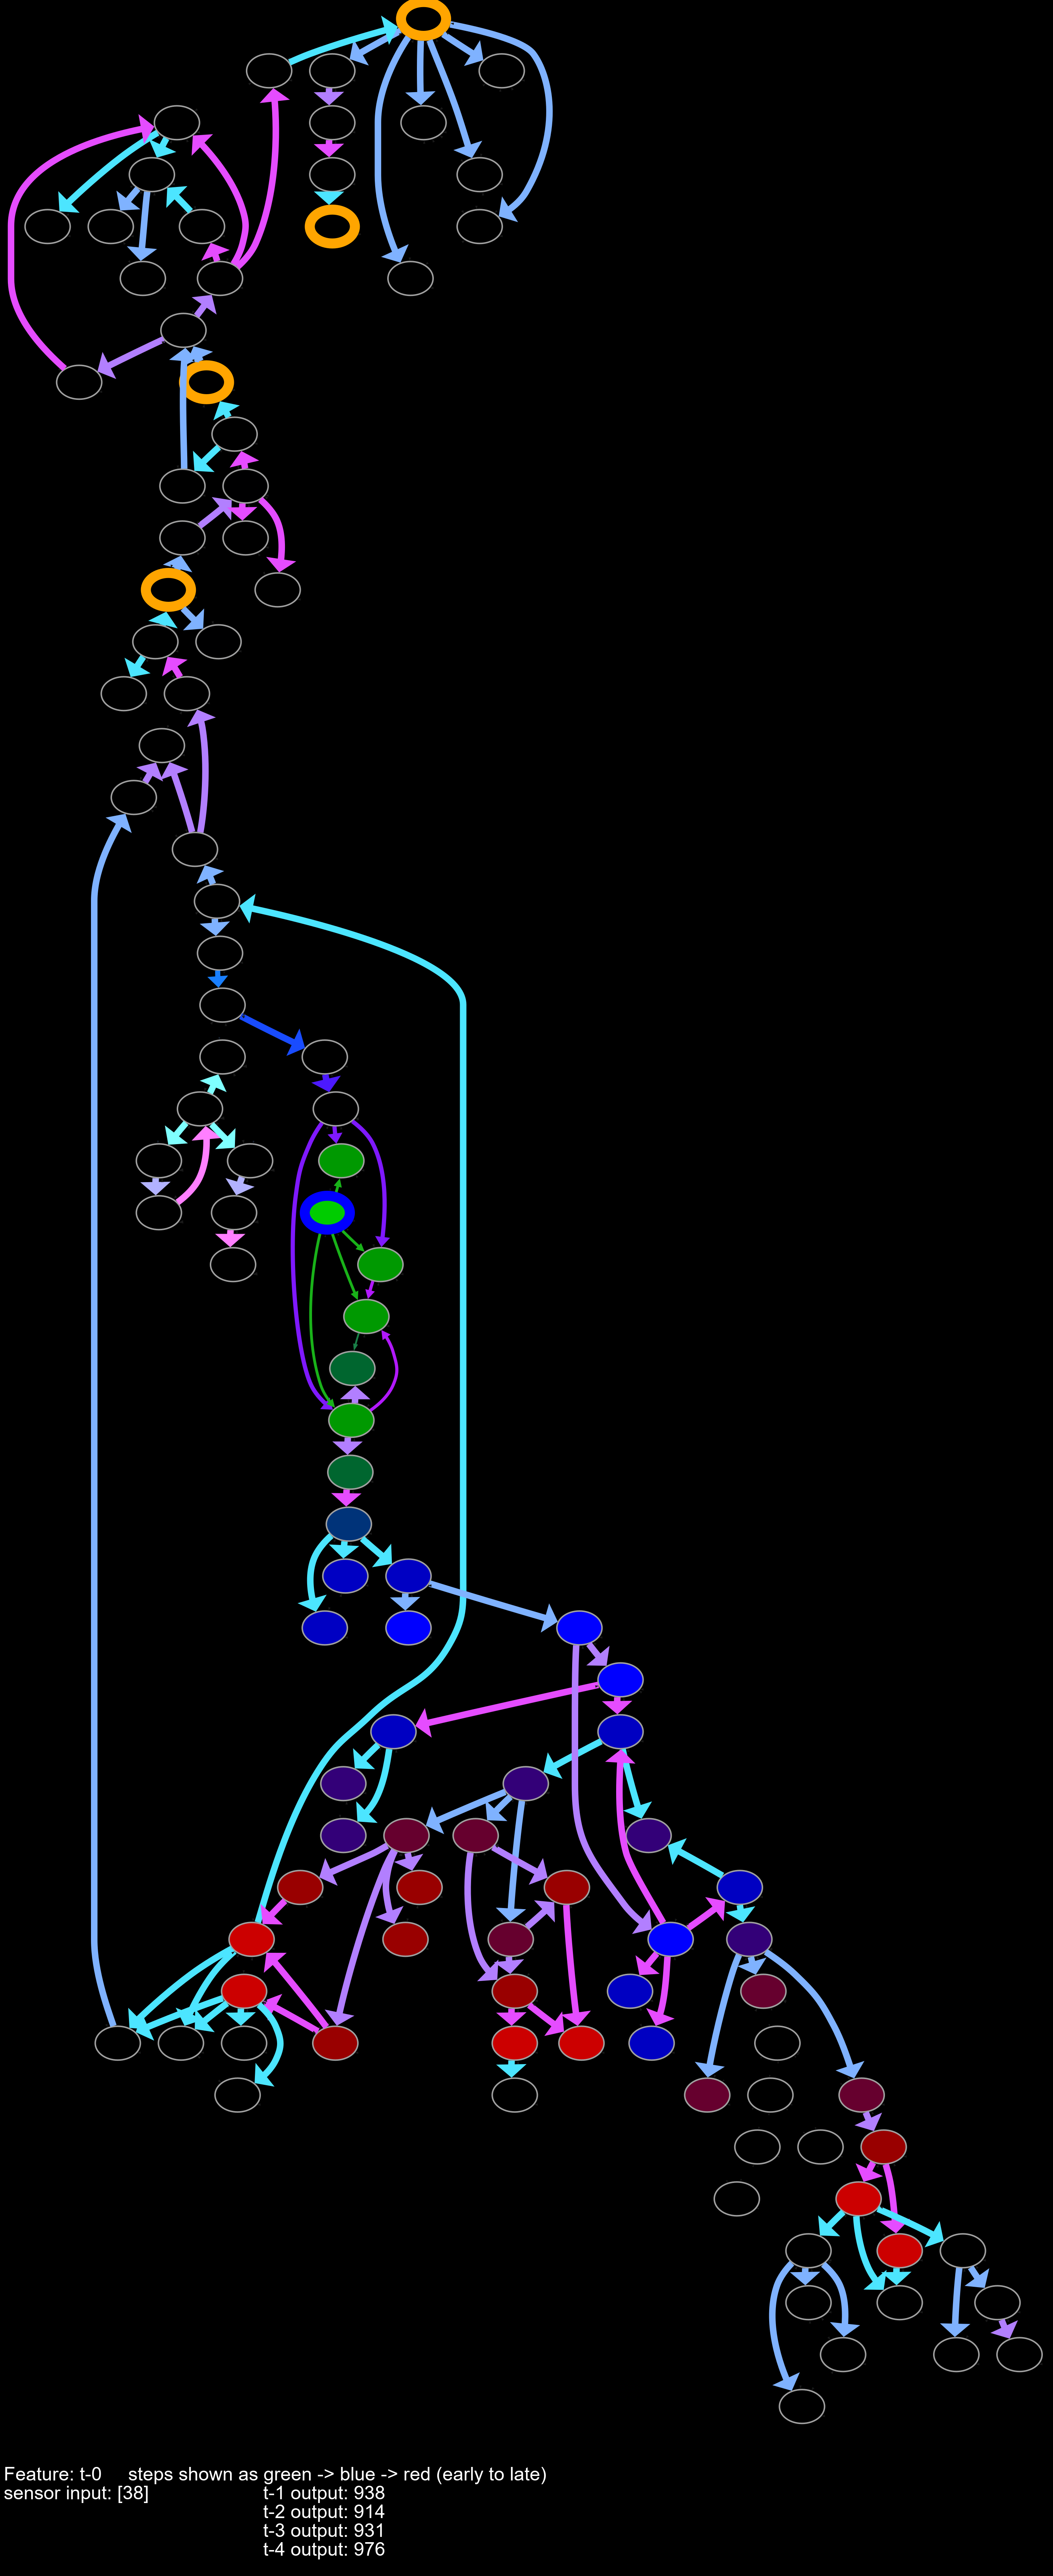 Feature: t-0     steps shown as green -> blue -> red (early to late)
sensor input: [38]     t-1 output: 938
t-2 output: 914
t-3 output: 931
t-4 output: 976